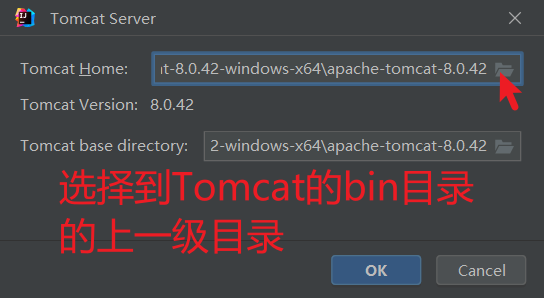 Tomcat Server
Tomcat Home: at-8.0.42-windows-x64\apache-tomcat-8.0.42
Tomcat Version: 8.0.42
Tomcat base directory: 2-windows-x64\apache-tomcat-8.0.42
选择到Tomcat的bin目录
的上一级目录
OK Cancel